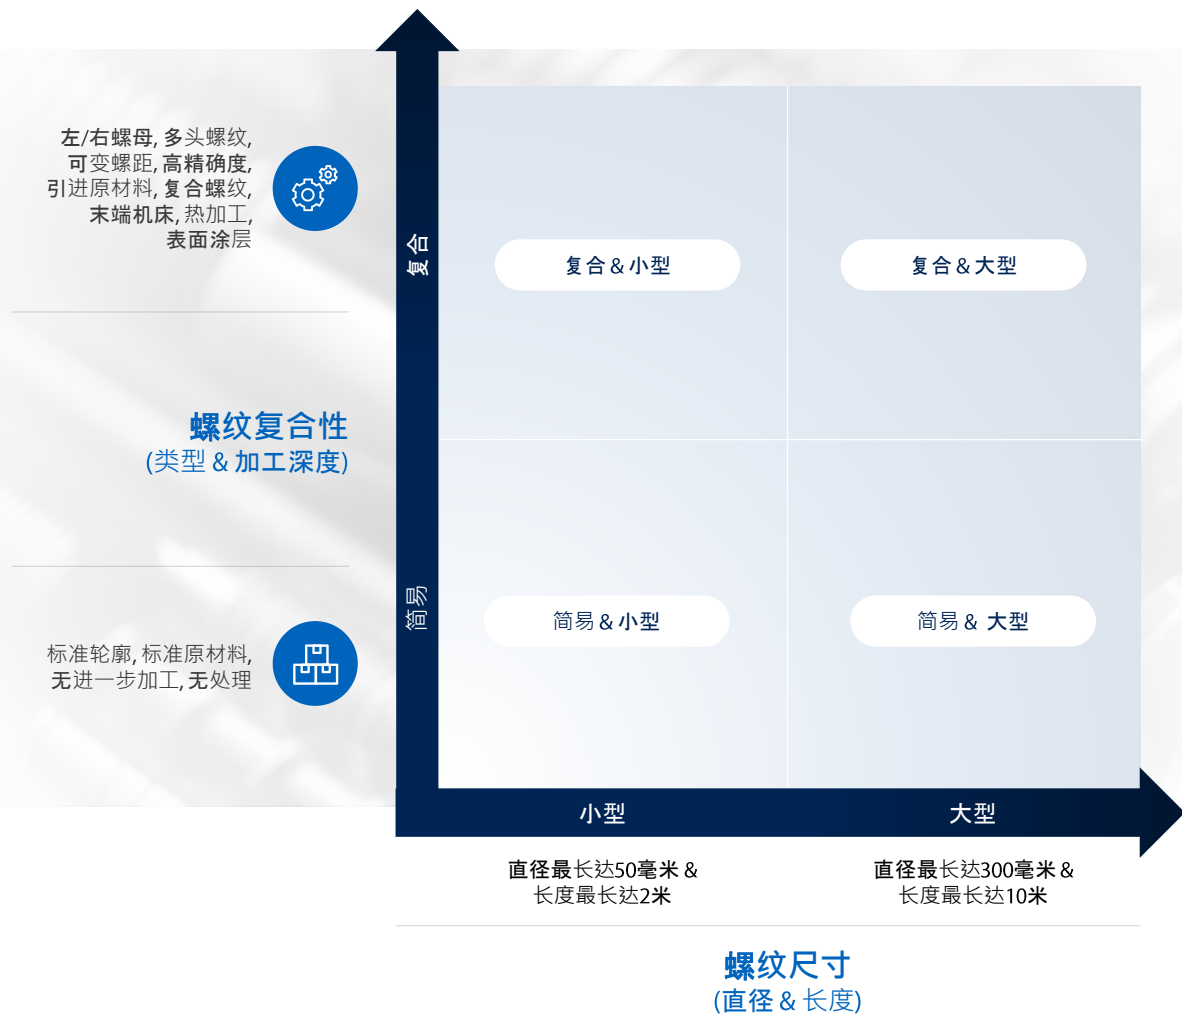 左/右螺母, 多头螺纹,
可变螺距, 高精确度,
引进原材料, 复合螺纹,
末端机床, 热加工,
表面涂层
复合
复合 & 小型
复合 & 大型
螺纹复合性
(类型 & 加工深度)
简易
简易 & 小型
简易 & 大型
标准轮廓, 标准原材料,
无进一步加工, 无处理
小型
大型
直径最长达50毫米 &
长度最长达2米
直径最长达300毫米 &
长度最长达10米
螺纹尺寸
(直径 & 长度)